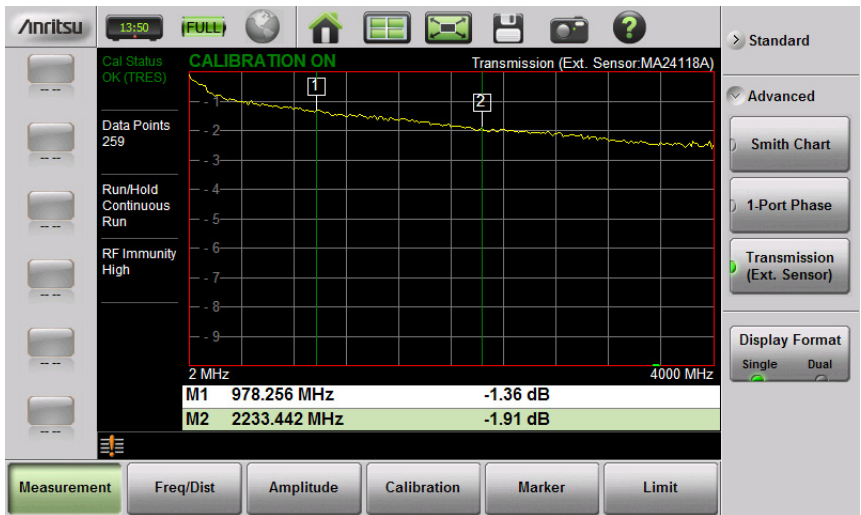 Anritsu
13:50
FULL
?
Cal Status
OK (TRES)
CALIBRATION ON
Transmission (Ext. Sensor:MA24118A)
Data Points
259
Run/Hold
Continuous
Run
RF Immunity
High
1
2
- 1
- 2
- 3
- 4
- 5
- 6
- 7
- 8
- 9
2 MHz
4000 MHz
M1 978.256 MHz -1.36 dB
M2 2233.442 MHz -1.91 dB
-- --
-- --
-- --
-- --
-- --
-- --
Standard
Advanced
Smith Chart
1-Port Phase
Transmission
(Ext. Sensor)
Display Format
Single Dual
Measurement
Freq/Dist
Amplitude
Calibration
Marker
Limit